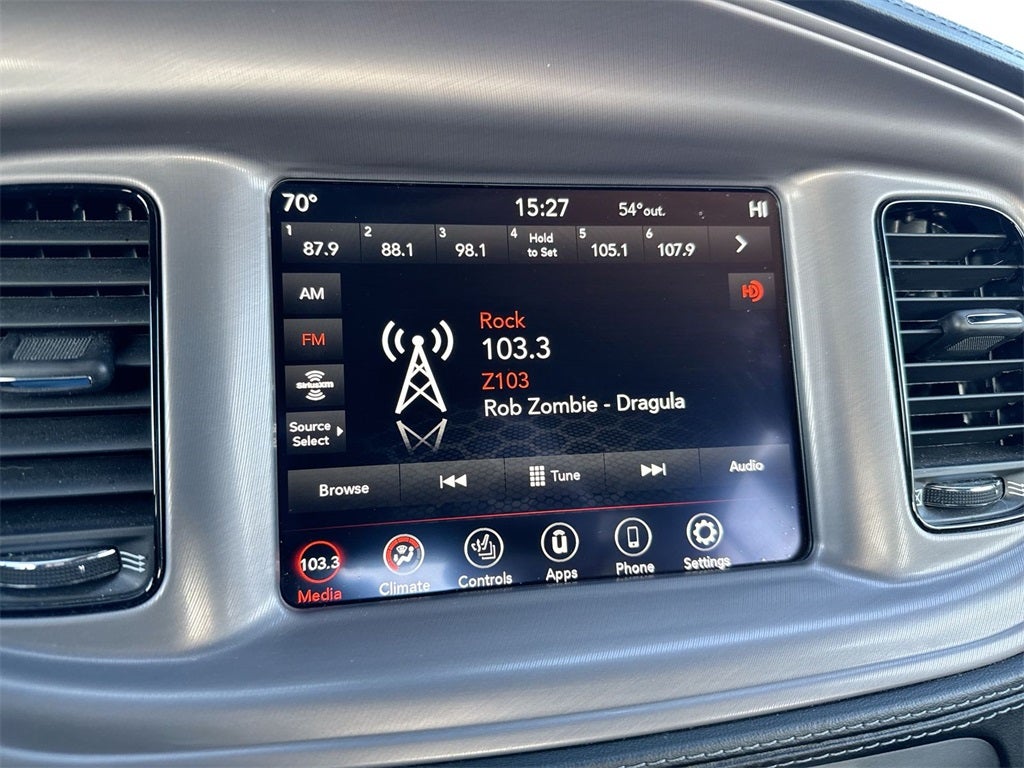 70° 15:27 54°out. HI
1 87.9 2 88.1 3 98.1 4 Hold to Set 5 105.1 6 107.9
AM
FM
SiriusXM
Source
Select
HD
Rock
103.3
Z103
Rob Zombie - Dragula
Browse Tune Audio
103.3
Media Climate Controls Apps Phone Settings